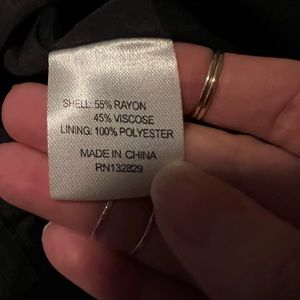 SHELL: 55% RAYON
45% VISCOSE
LINING: 100% POLYESTER
MADE IN CHINA
RN132829